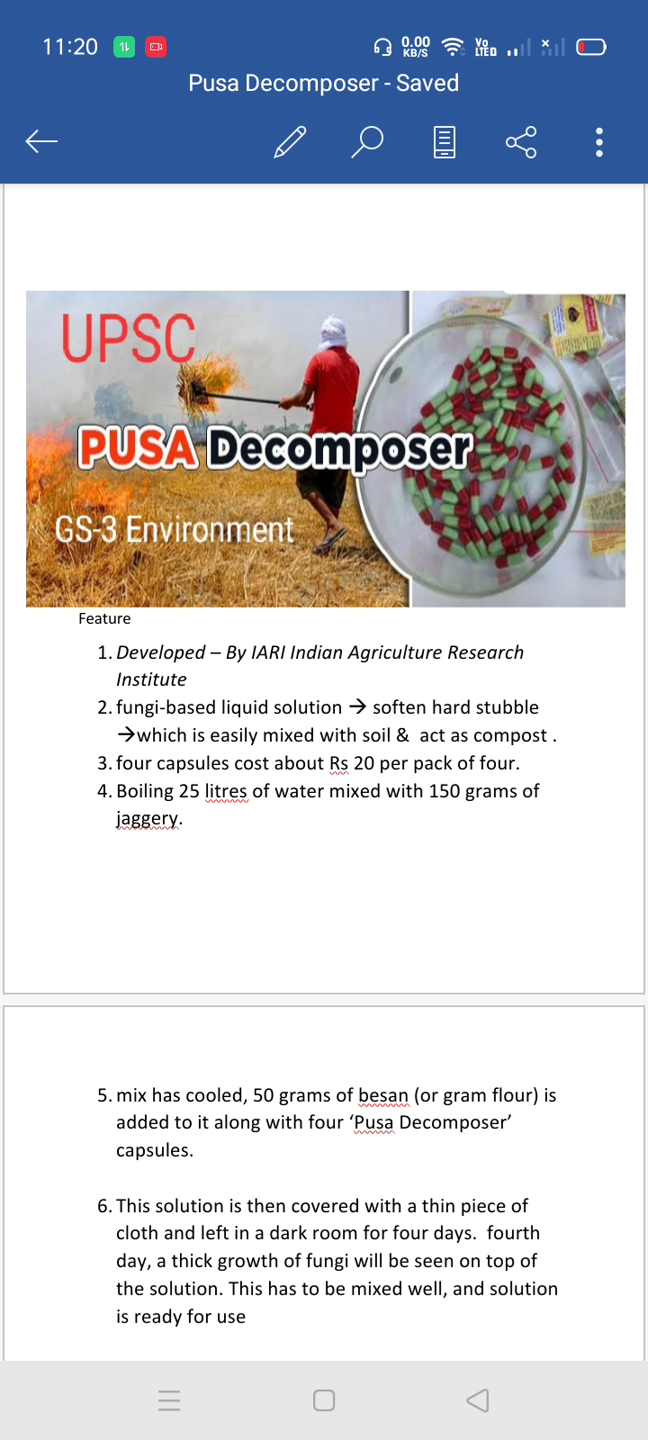 11:20
0.00
KB/S
Vo
LTED
Pusa Decomposer - Saved
UPSC
PUSA Decomposer
GS-3 Environment
Feature
1. Developed – By IARI Indian Agriculture Research
Institute
2. fungi-based liquid solution → soften hard stubble
→which is easily mixed with soil & act as compost .
3. four capsules cost about Rs 20 per pack of four.
4. Boiling 25 litres of water mixed with 150 grams of
jaggery.
5. mix has cooled, 50 grams of besan (or gram flour) is
added to it along with four ‘Pusa Decomposer’
capsules.
6. This solution is then covered with a thin piece of
cloth and left in a dark room for four days. fourth
day, a thick growth of fungi will be seen on top of
the solution. This has to be mixed well, and solution
is ready for use